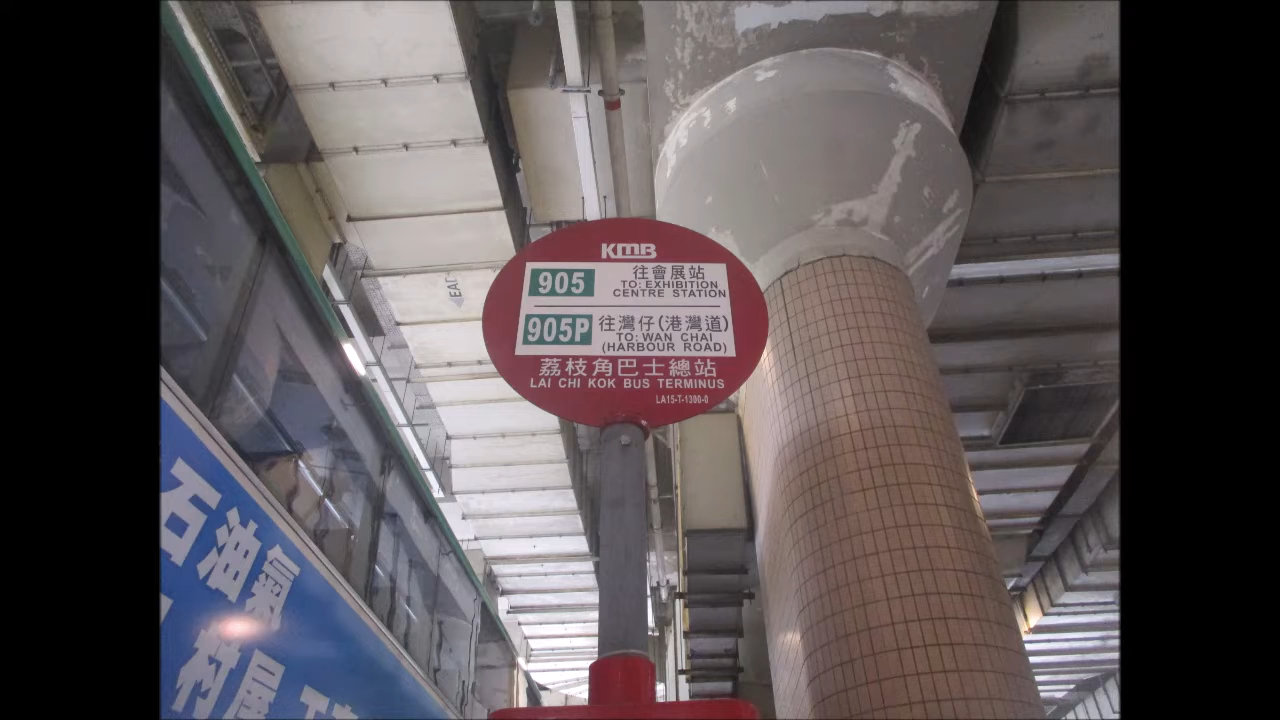 KMB
905
往會展站
TO: EXHIBITION
CENTRE STATION
905P
往灣仔(港灣道)
TO: WAN CHAI
(HARBOUR ROAD)
荔枝角巴士總站
LAI CHI KOK BUS TERMINUS
LA15-T-1300-0
石油氣
村屋